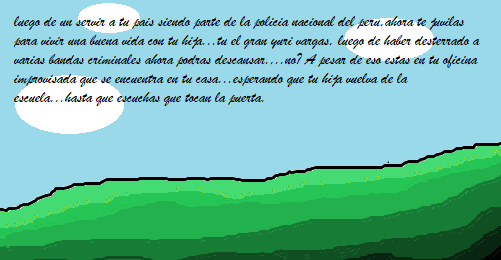 luego de un servir a tu pais siendo parte de la policia nacional del peru.ahora te juvilas
para vivir una buena vida con tu hija...tu el gran yuri vargas, luego de haber desterrado a
varias bandas criminales ahora podras descansar....no? A pesar de eso estas en tu oficina
improvisada que se encuentra en tu casa...esperando que tu hija vuelva de la
escuela...hasta que escuchas que tocan la puerta.